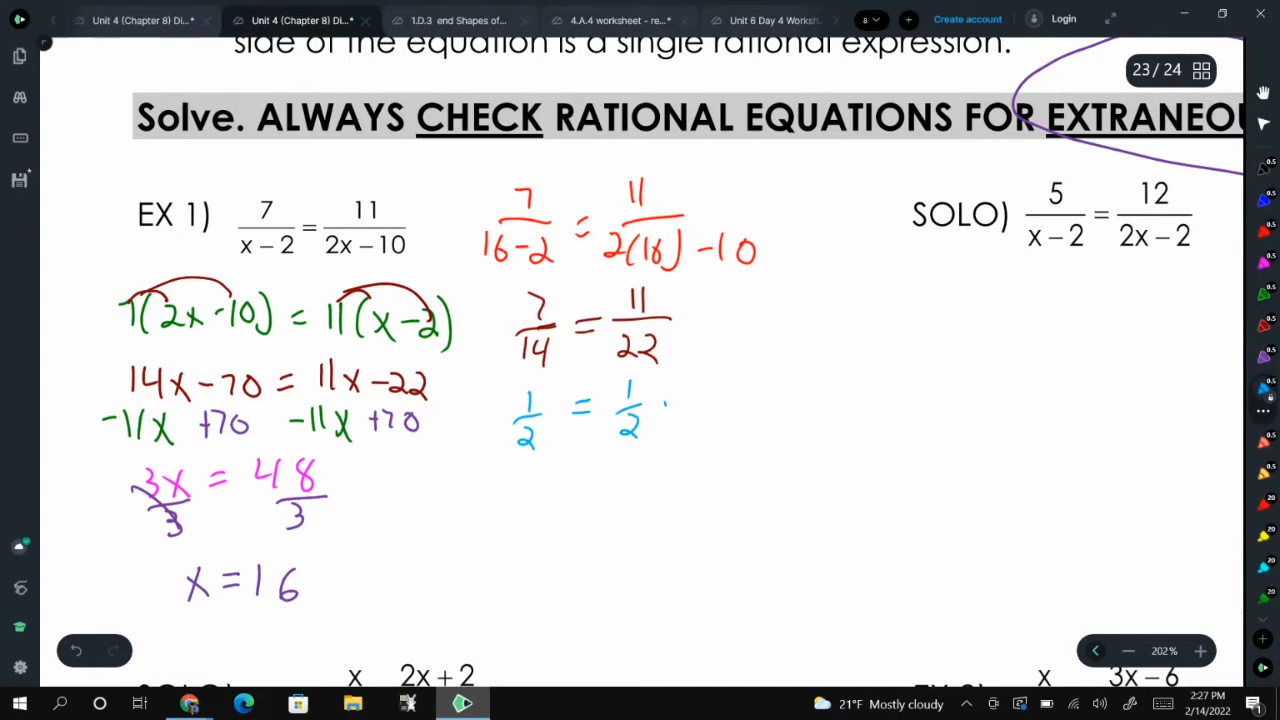 Unit 4 (Chapter 8) Di...*
Unit 4 (Chapter 8) Di...*
1.D.3 end Shapes of...
4.A.4 worksheet - re...*
Unit 6 Day 4 Worksh...
8
Create account
Login
side of the equation is a single rational expression.
23/24
Solve. ALWAYS CHECK RATIONAL EQUATIONS FOR EXTRANEOU
EX 1) 7/(x – 2) = 11/(2x – 10)
7(2x - 10) = 11(x - 2)
14x - 70 = 11x - 22
-11x +70 -11x +70
3x = 48
3 3
x = 16
7/(16 - 2) = 11/(2(16) - 10)
7/14 = 11/22
1/2 = 1/2
SOLO) 5/(x – 2) = 12/(2x – 2)
x 2x + 2
x 3x – 6
202%
21°F Mostly cloudy
2:27 PM
2/14/2022